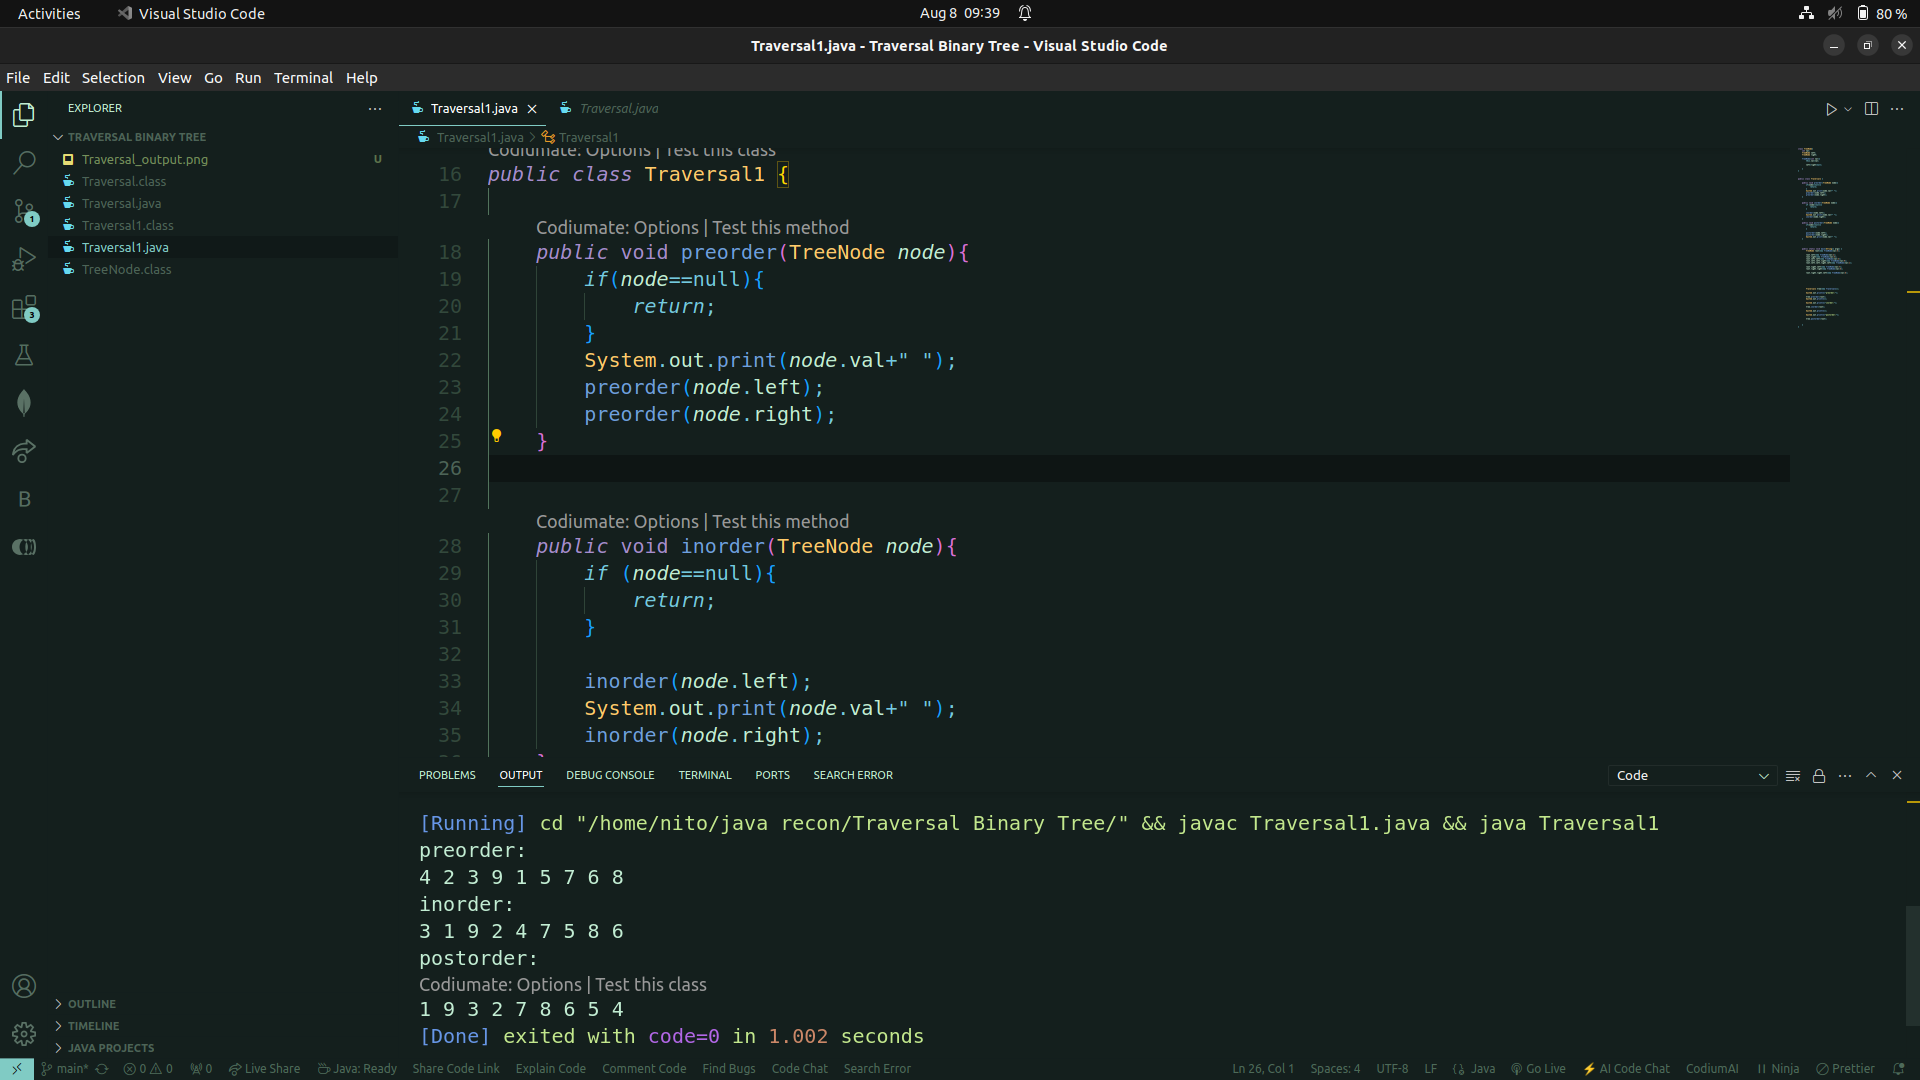 Activities Visual Studio Code Aug 8 09:39 80 %
Traversal1.java - Traversal Binary Tree - Visual Studio Code
File Edit Selection View Go Run Terminal Help
EXPLORER
TRAVERSAL BINARY TREE
Traversal_output.png U
Traversal.class
Traversal.java
Traversal1.class
Traversal1.java
TreeNode.class
1
3
B
OUTLINE
TIMELINE
JAVA PROJECTS
Traversal1.java Traversal.java
Traversal1.java > Traversal1
Codiumate: Options | Test this class
16 public class Traversal1 {
17
Codiumate: Options | Test this method
18 public void preorder(TreeNode node){
19 if(node==null){
20 return;
21 }
22 System.out.print(node.val+" ");
23 preorder(node.left);
24 preorder(node.right);
25 }
26
27
Codiumate: Options | Test this method
28 public void inorder(TreeNode node){
29 if (node==null){
30 return;
31 }
32
33 inorder(node.left);
34 System.out.print(node.val+" ");
35 inorder(node.right);
PROBLEMS OUTPUT DEBUG CONSOLE TERMINAL PORTS SEARCH ERROR Code
[Running] cd "/home/nito/java recon/Traversal Binary Tree/" && javac Traversal1.java && java Traversal1
preorder:
4 2 3 9 1 5 7 6 8
inorder:
3 1 9 2 4 7 5 8 6
postorder:
Codiumate: Options | Test this class
1 9 3 2 7 8 6 5 4
[Done] exited with code=0 in 1.002 seconds
main* 0 0 0 Live Share Java: Ready Share Code Link Explain Code Comment Code Find Bugs Code Chat Search Error Ln 26, Col 1 Spaces: 4 UTF-8 LF {} Java Go Live AI Code Chat CodiumAI Ninja Prettier